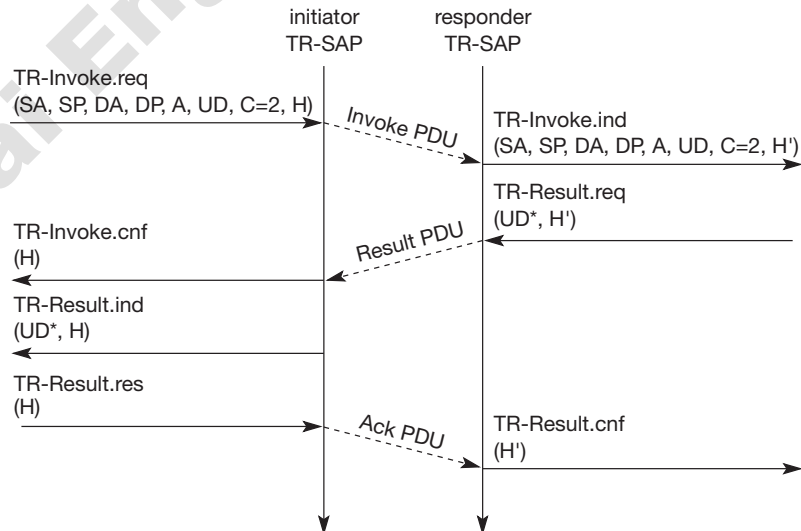 initiator
TR-SAP
responder
TR-SAP
TR-Invoke.req
(SA, SP, DA, DP, A, UD, C=2, H)
Invoke PDU
TR-Invoke.ind
(SA, SP, DA, DP, A, UD, C=2, H')
TR-Result.req
(UD*, H')
Result PDU
TR-Invoke.cnf
(H)
TR-Result.ind
(UD*, H)
TR-Result.res
(H)
Ack PDU
TR-Result.cnf
(H')
ai Eng